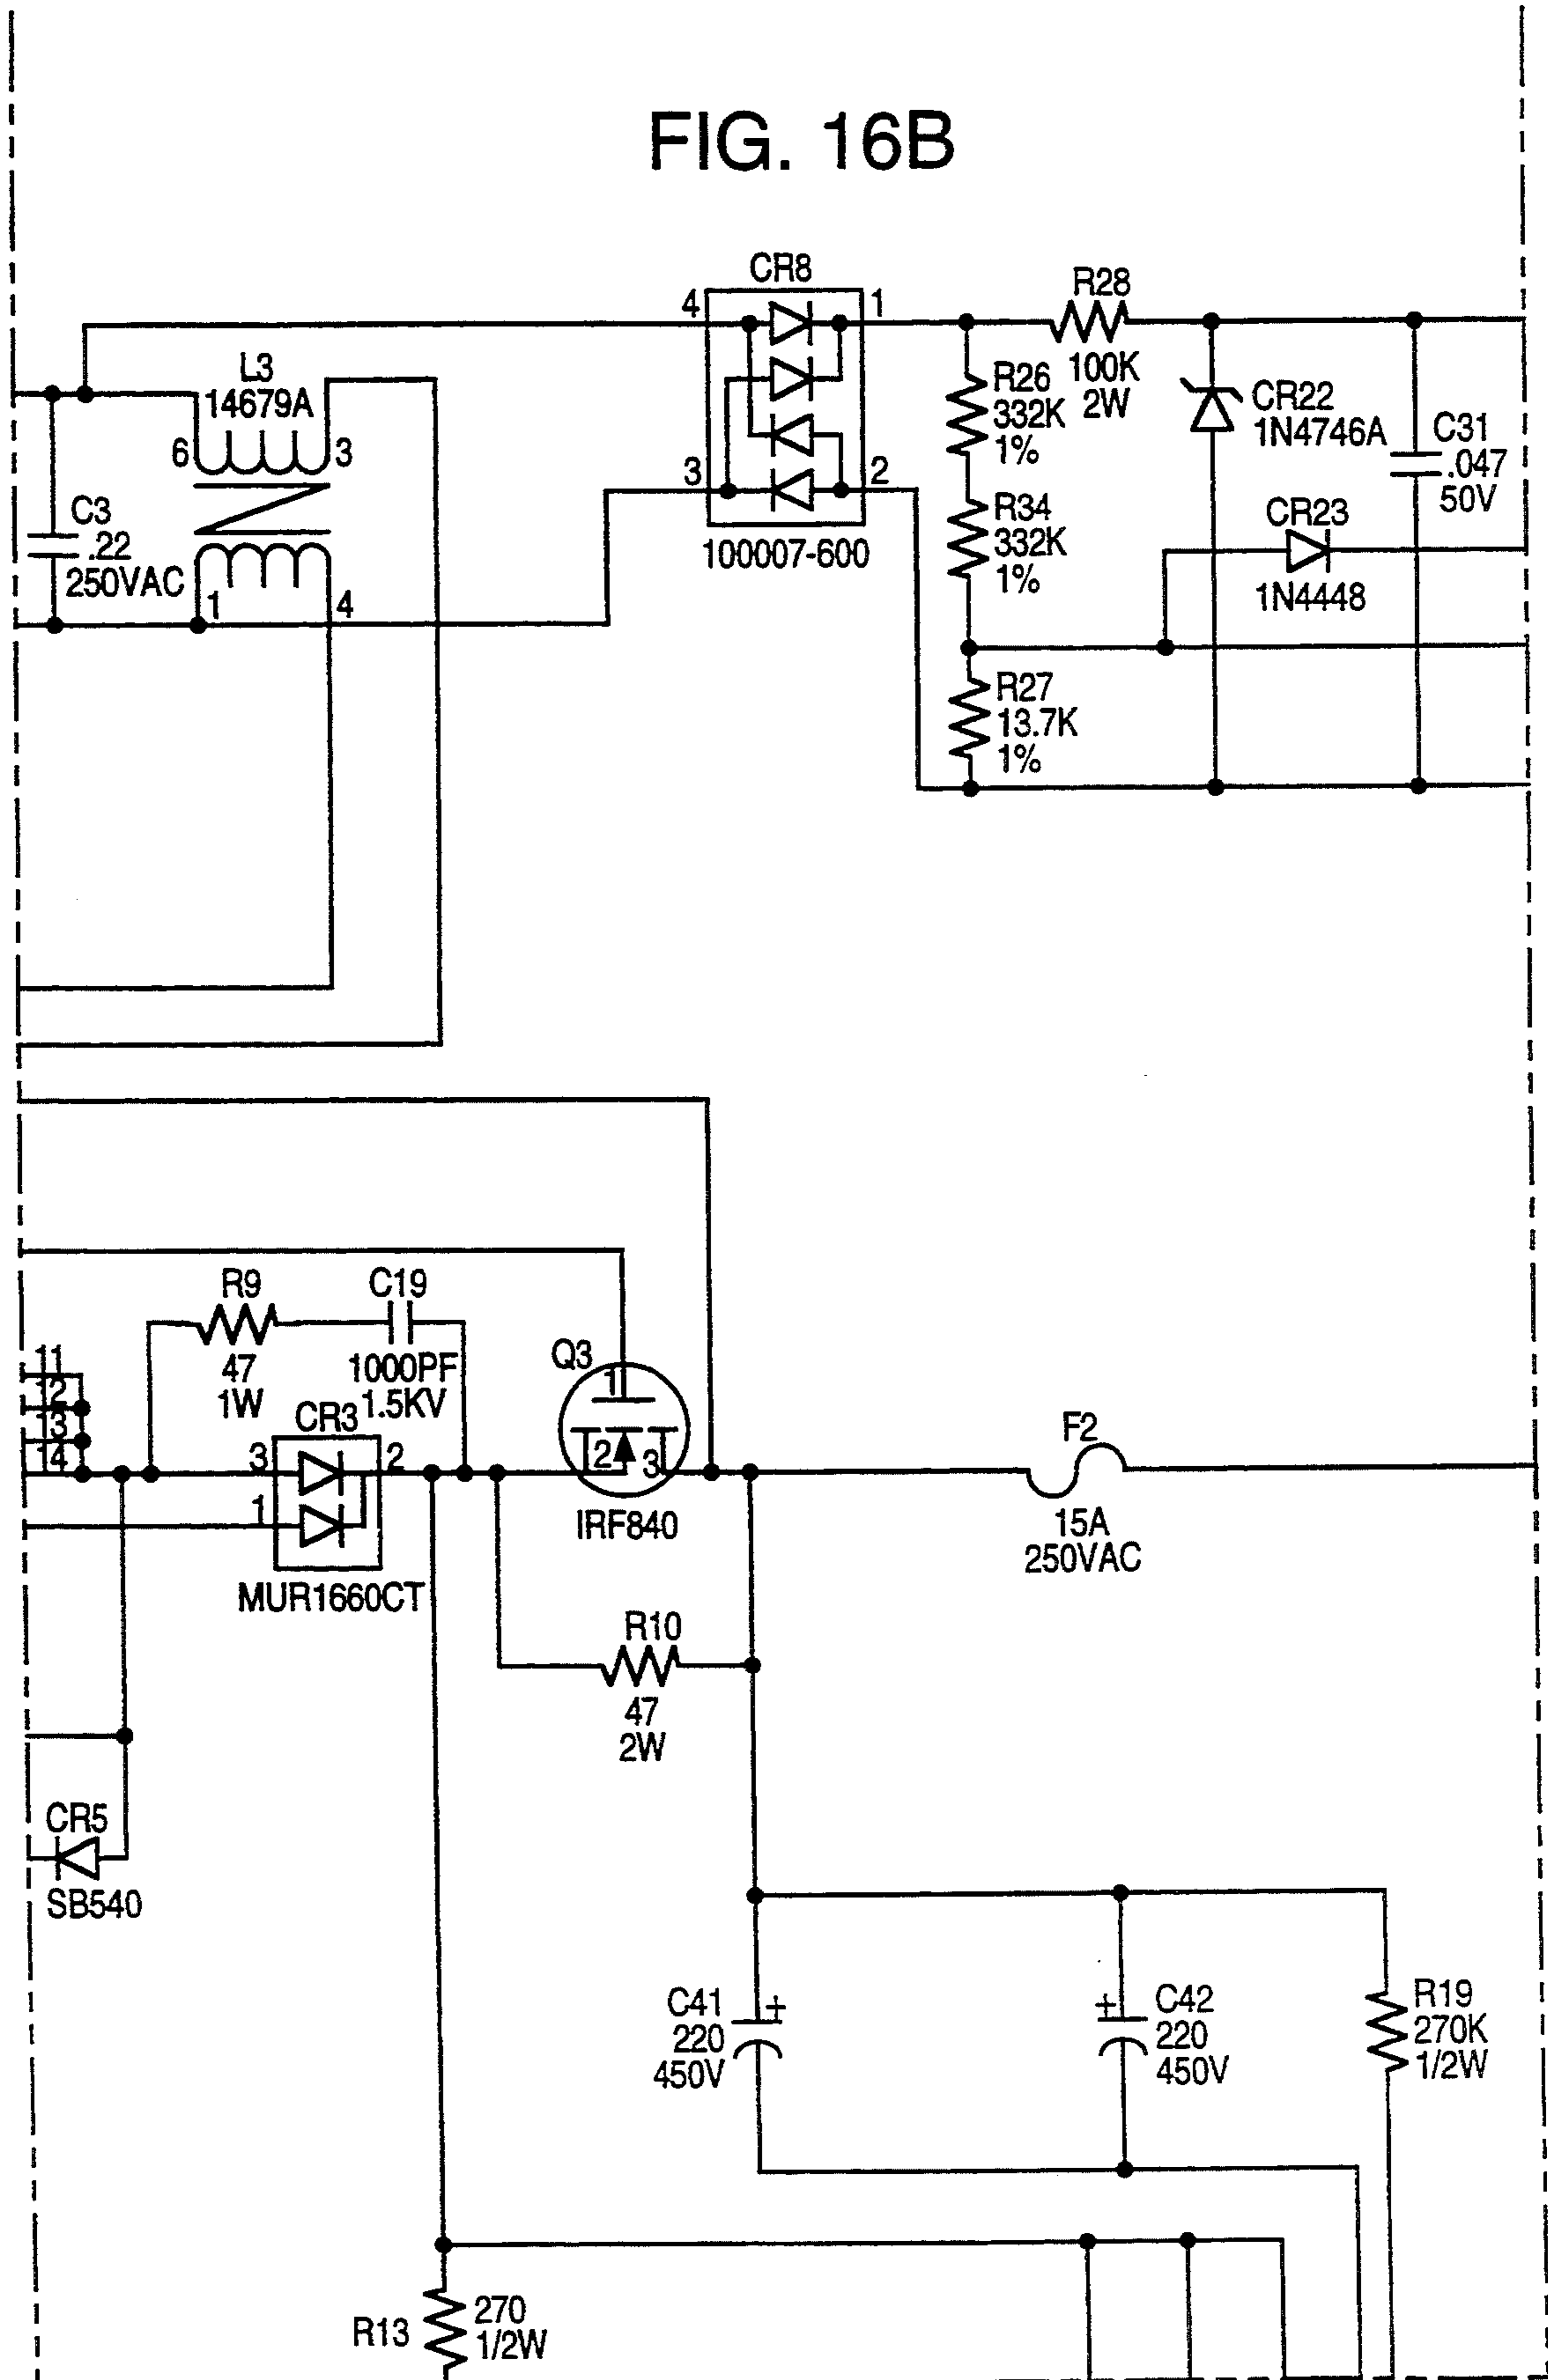 FIG. 16B
CR8
4
1
3
2
100007-600
R28
100K
2W
R26
332K
1%
R34
332K
1%
R27
13.7K
1%
CR22
1N4746A
C31
.047
50V
CR23
1N4448
L3
14679A
6
3
1
4
C3
.22
250VAC
R9
47
1W
C19
1000PF
1.5KV
11
12
13
14
CR3
3
2
1
MUR1660CT
Q3
1
2
3
IRF840
F2
15A
250VAC
R10
47
2W
CR5
SB540
C41
220
450V
+
+
C42
220
450V
R19
270K
1/2W
R13
270
1/2W